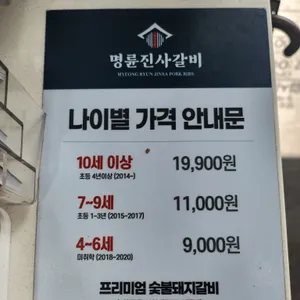 명륜진사갈비
MYEONG RYUN JINSA PORK RIBS
나이별 가격 안내문
10세 이상 19,900원
초등 4년이상 (2014~)
7~9세 11,000원
초등 1~3년 (2015~2017)
4~6세 9,000원
미취학 (2018~2020)
프리미엄 숯불돼지갈비